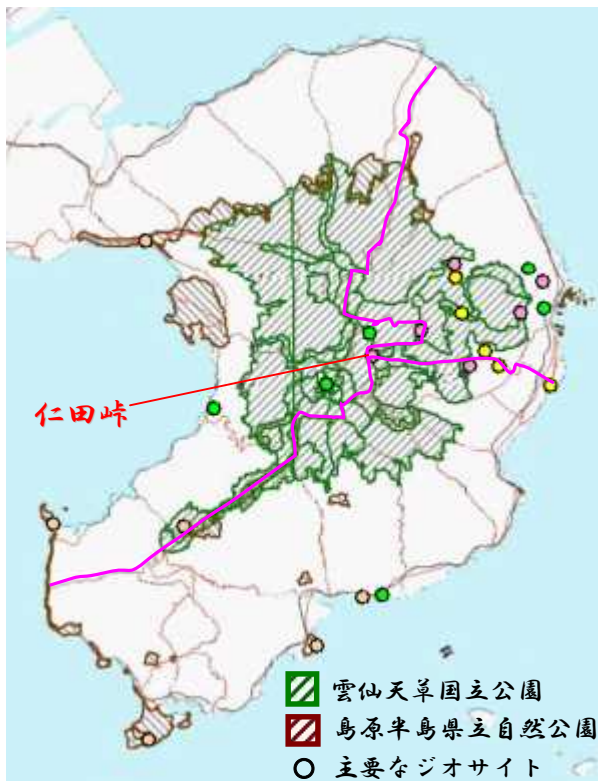 仁田峠
雲仙天草国立公園
島原半島県立自然公園
主要なジオサイト